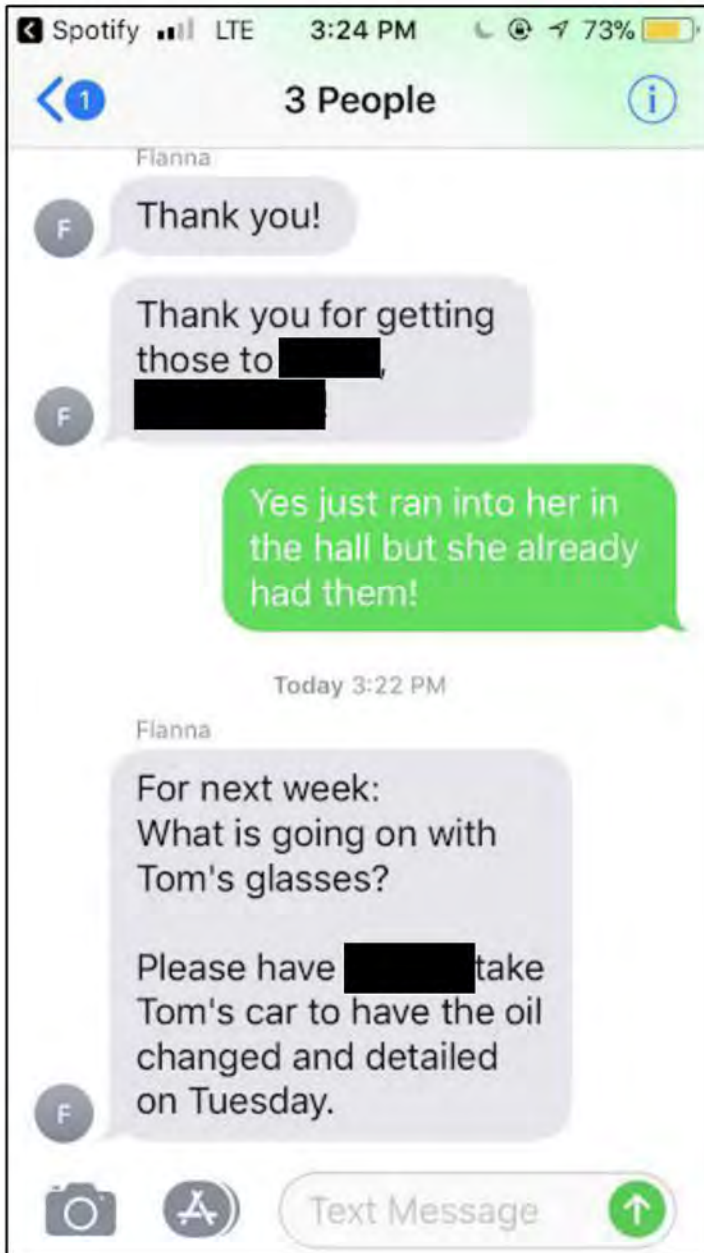 Spotify LTE 3:24 PM 73%
1 3 People i
Flanna
Thank you!
F
Thank you for getting
those to ,
F
Yes just ran into her in
the hall but she already
had them!
Today 3:22 PM
Flanna
For next week:
What is going on with
Tom's glasses?
Please have take
Tom's car to have the oil
changed and detailed
on Tuesday.
F
Text Message